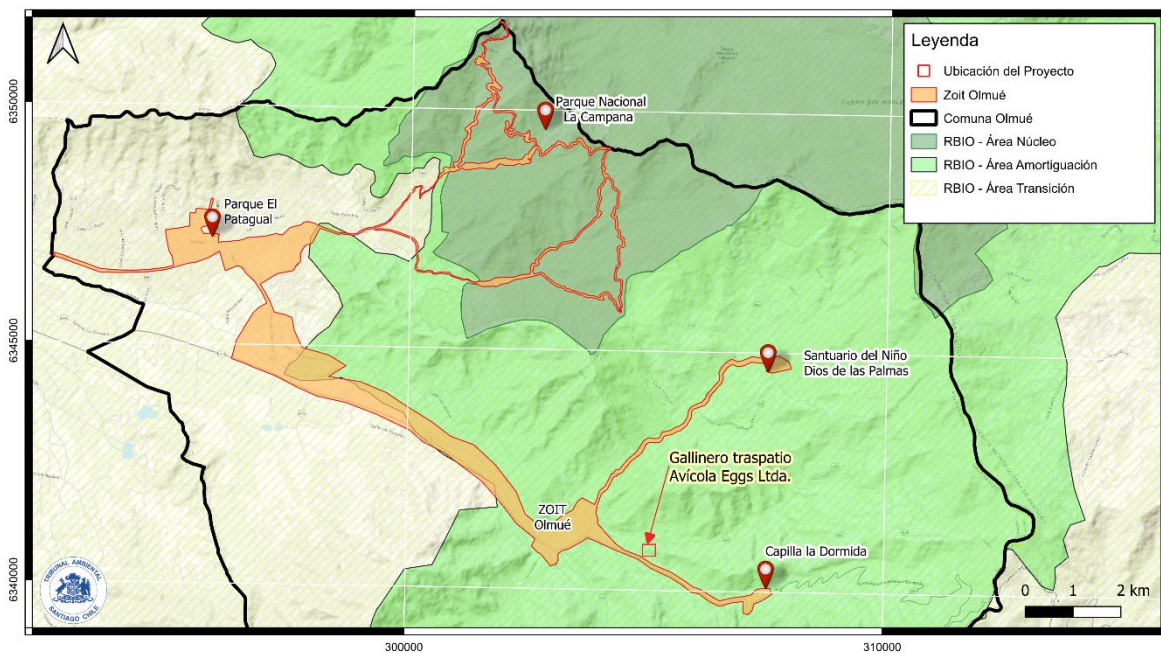 Leyenda
Ubicación del Proyecto
Zoit Olmué
Comuna Olmué
RBIO - Área Núcleo
RBIO - Área Amortiguación
RBIO - Área Transición
6350000
Parque Nacional
La Campana
Parque El
Patagual
6345000
Santuario del Niño
Dios de las Palmas
Gallinero traspatio
Avícola Eggs Ltda.
ZOIT
Olmué
Capilla la Dormida
6340000
TRIBUNAL AMBIENTAL
SANTIAGO CHILE
0 1 2 km
300000 310000